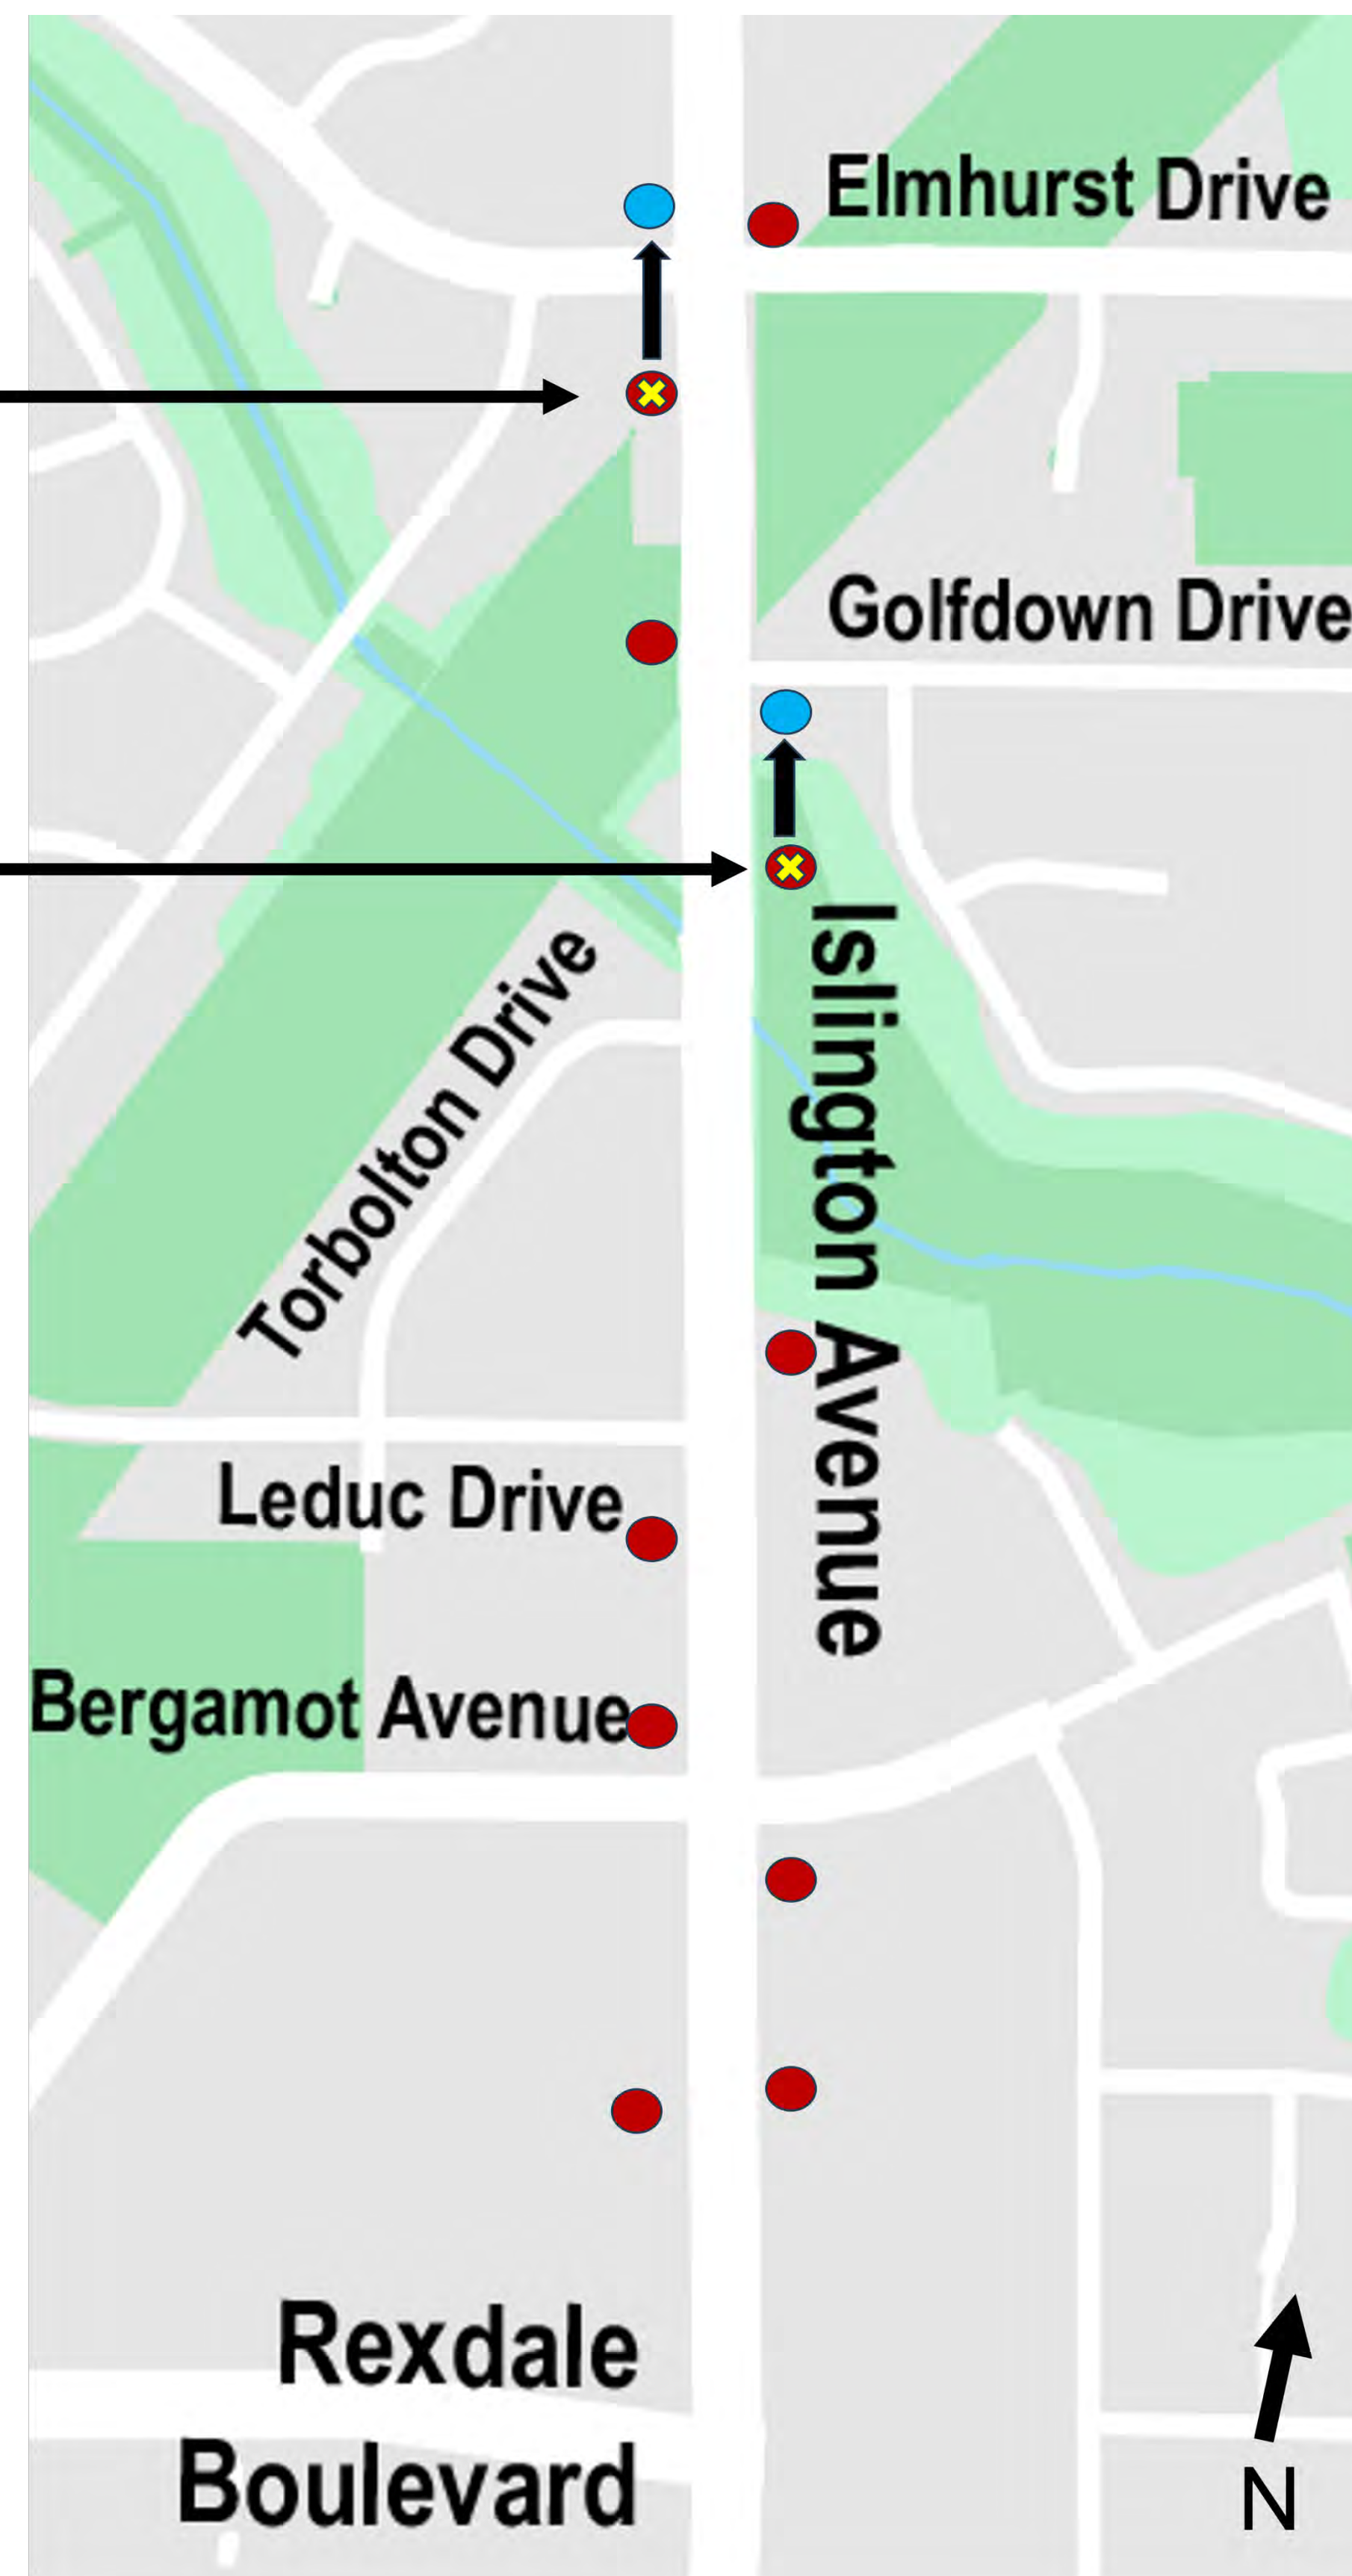 Elmhurst Drive
Golfdown Drive
Islington Avenue
Torbolton Drive
Leduc Drive
Bergamot Avenue
Rexdale
Boulevard
N